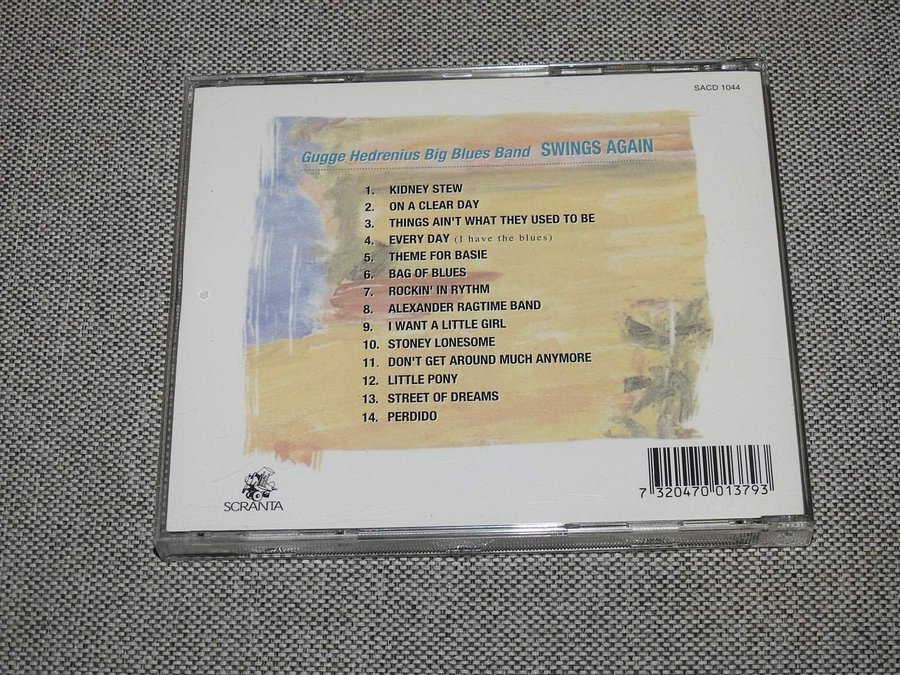 SACD 1044
Gugge Hedrenius Big Blues Band SWINGS AGAIN
1. KIDNEY STEW
2. ON A CLEAR DAY
3. THINGS AIN'T WHAT THEY USED TO BE
4. EVERY DAY (I have the blues)
5. THEME FOR BASIE
6. BAG OF BLUES
7. ROCKIN' IN RYTHM
8. ALEXANDER RAGTIME BAND
9. I WANT A LITTLE GIRL
10. STONEY LONESOME
11. DON'T GET AROUND MUCH ANYMORE
12. LITTLE PONY
13. STREET OF DREAMS
14. PERDIDO
SCRANTA
7 320470 013793